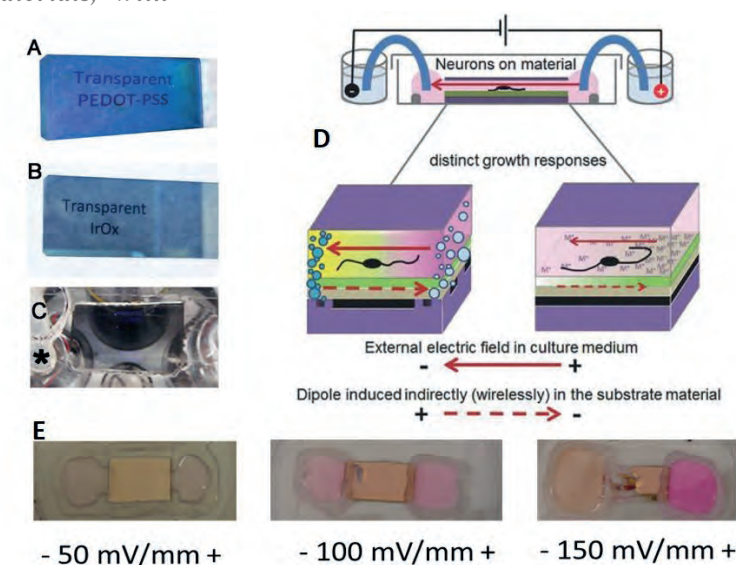 A
Transparent
PEDOT-PSS
B
Transparent
IrOx
C
*
Neurons on material
-
+
D
distinct growth responses
M⁺ M⁺ M⁺ M⁺ M⁺
External electric field in culture medium
- +
Dipole induced indirectly (wirelessly) in the substrate material
+ -
E
- 50 mV/mm +
- 100 mV/mm +
- 150 mV/mm +